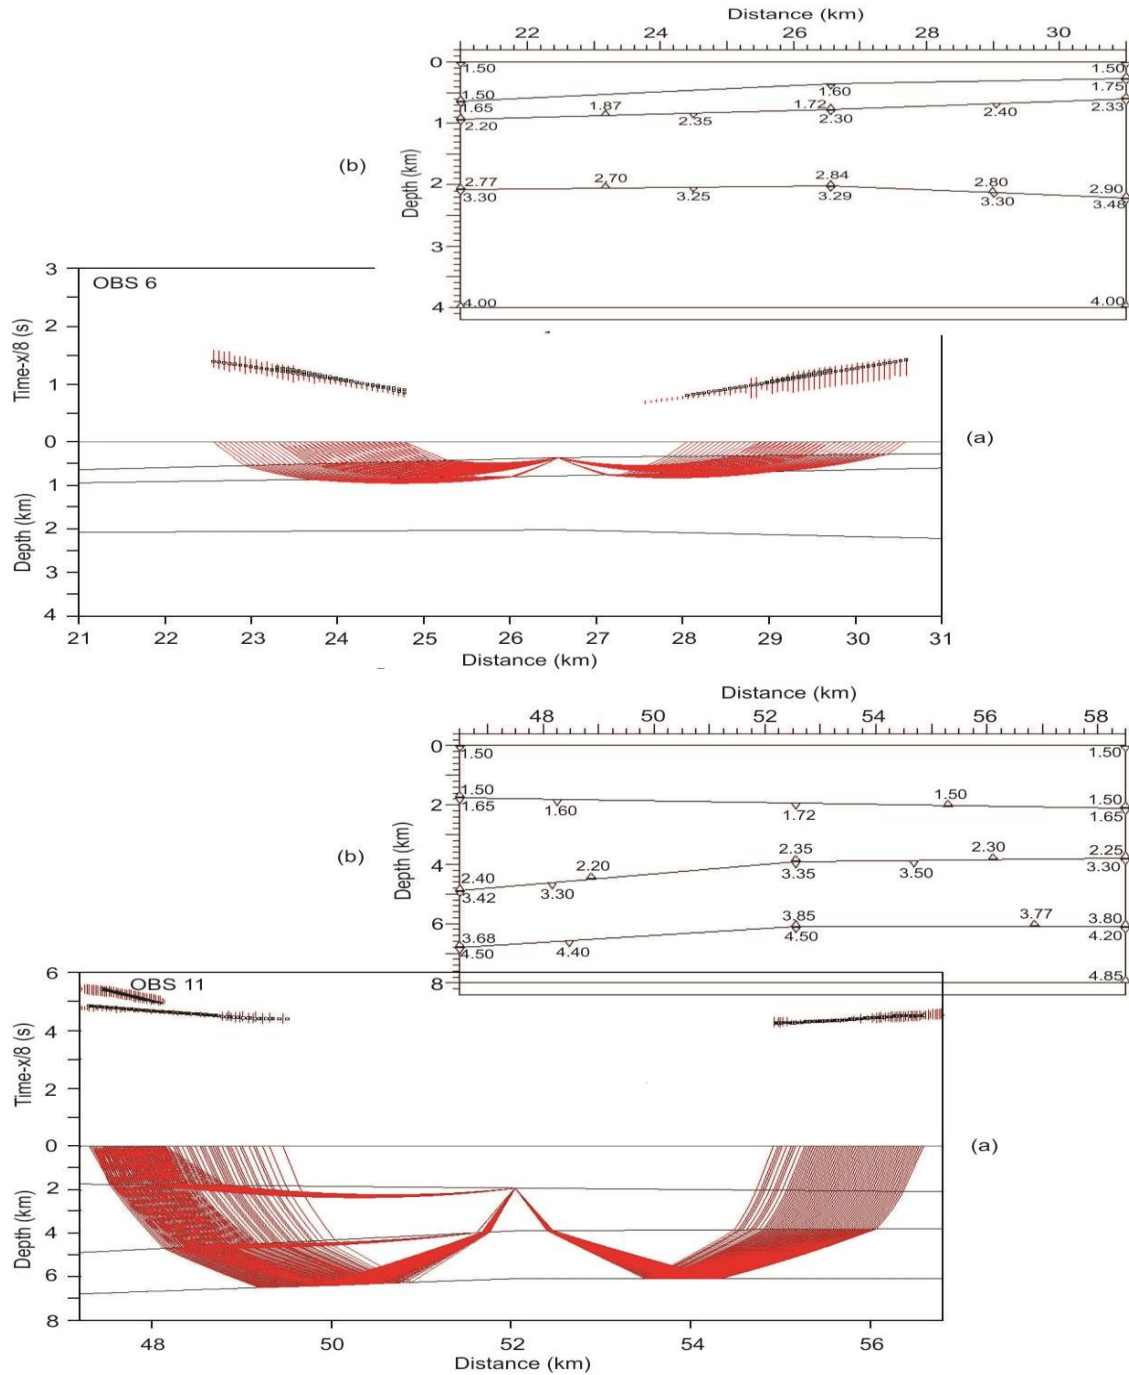 Distance (km)
22 24 26 28 30
0
1.50 1.50
1.50 1.60 1.75
1.65 1.87 1.72 2.33
1
2.20 2.35 2.30 2.40
(b)
Depth (km)
2
2.77 2.70 2.84 2.80 2.90
3.30 3.25 3.29 3.30 3.48
3
4
4.00 4.00
3
OBS 6
2
Time-x/8 (s)
1
0
(a)
1
Depth (km)
2
3
4
21 22 23 24 25 26 27 28 29 30 31
Distance (km)
Distance (km)
48 50 52 54 56 58
0
1.50 1.50
1.50 1.50 1.50
2
1.65 1.60 1.72 1.65
(b)
Depth (km)
2.40 2.20 2.35 2.30 2.25
4
3.42 3.30 3.35 3.50 3.30
6
3.68 3.85 3.77 3.80
4.50 4.40 4.50 4.20
8
4.85
6
OBS 11
4
Time-x/8 (s)
2
0
(a)
2
Depth (km)
4
6
8
48 50 52 54 56
Distance (km)